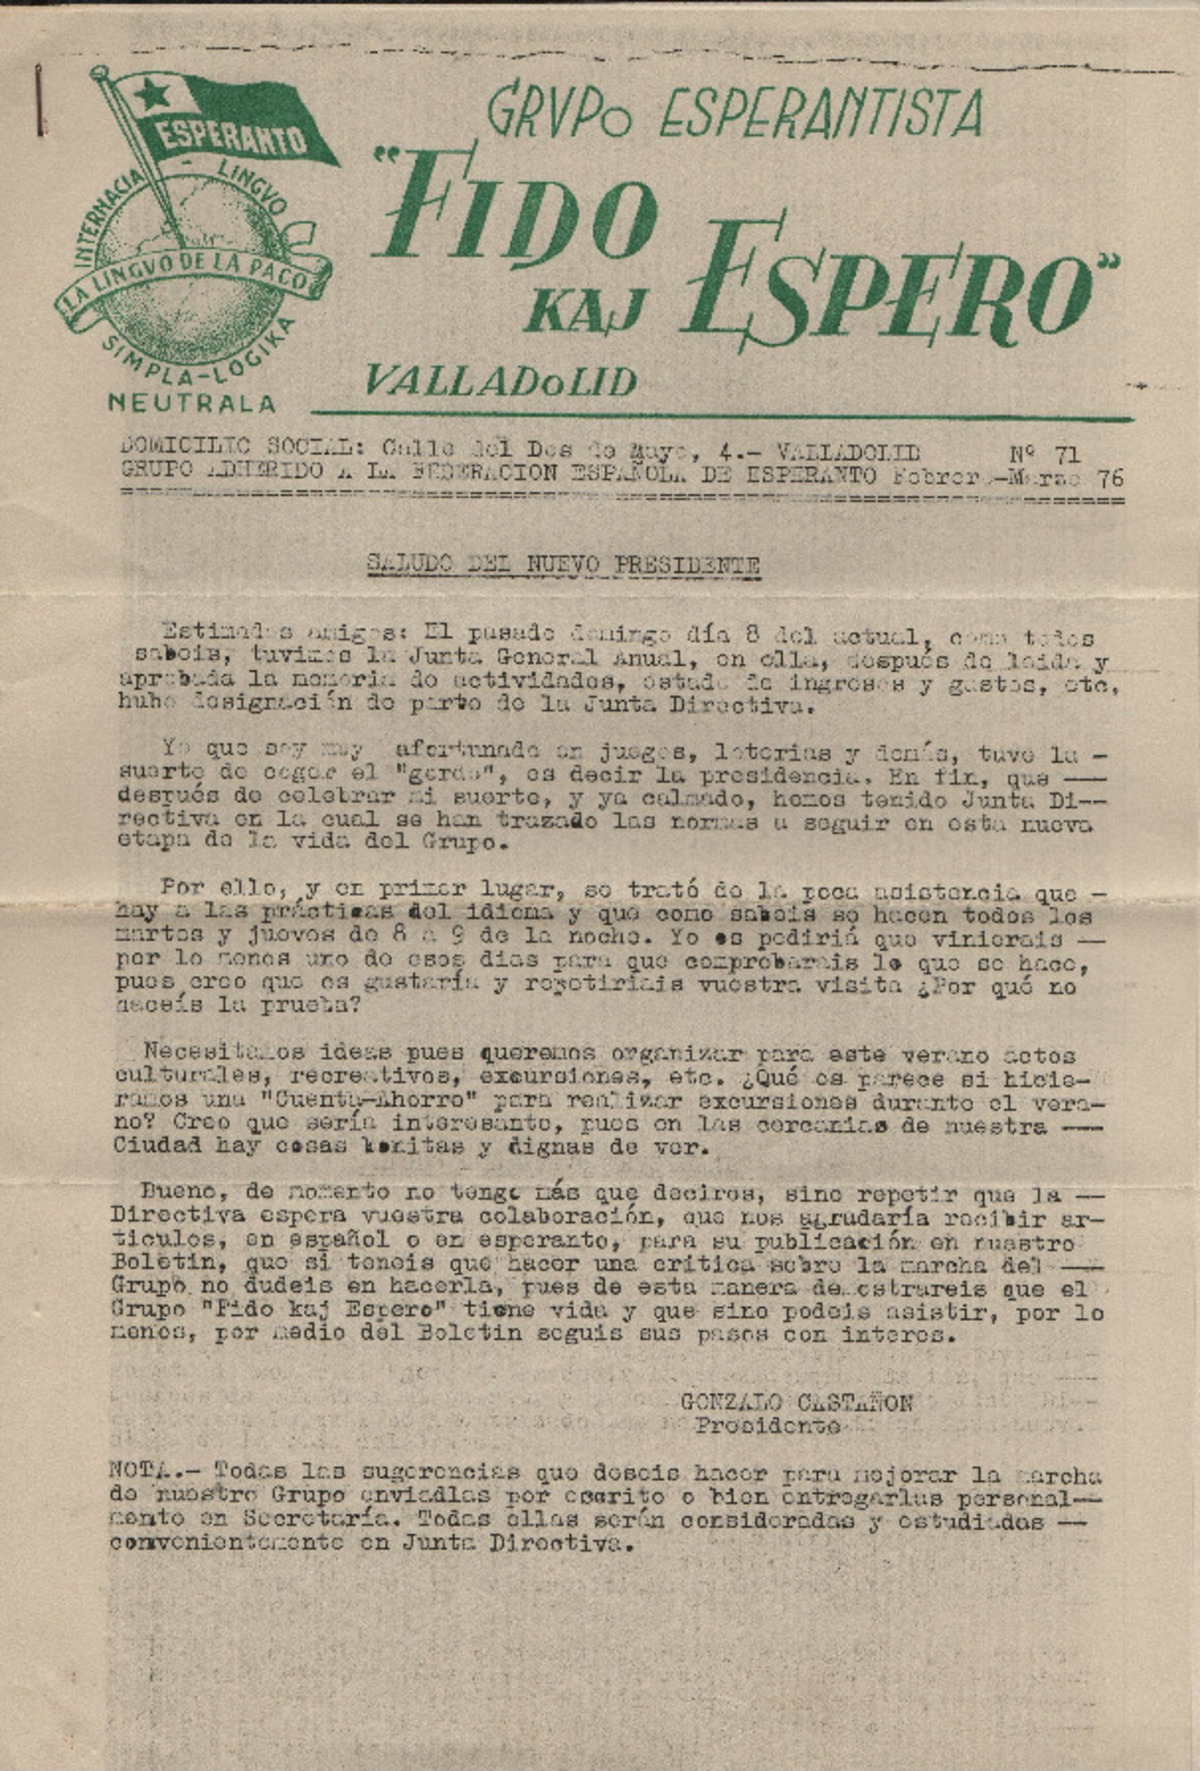 ESPERANTO
INTERNACIA - LINGVO
LA LINGVO DE LA PACO
SIMPLA-LOGIKA
NEUTRALA
GRVPo ESPERANTISTA
"FIDO
KAJ ESPERO"
VALLADoLID
DOMICILIO SOCIAL: Calle del Dos de Mayo, 4.- VALLADOLID Nº 71
GRUPO ADHERIDO A LA FEDERACION ESPAÑOLA DE ESPERANTO Febrero-Marzo 76
SALUDO DEL NUEVO PRESIDENTE
Estimados amigos: El pasado domingo día 8 del actual, como todos
sabeis, tuvimos la Junta General Anual, en ella, después de leida y
aprobada la memoria de actividades, estado de ingresos y gastos, etc,
hubo designación de parte de la Junta Directiva.
Yo que soy muy afortunado en juegos, loterias y demás, tuve la -
suerte de coger el "gordo", es decir la presidencia. En fin, que ---
después de celebrar mi suerte, y ya calmado, hemos tenido Junta Di--
rectiva en la cual se han trazado las normas a seguir en esta nueva
etapa de la vida del Grupo.
Por ello, y en primer lugar, se trató de la poca asistencia que -
hay a las prácticas del idioma y que como sabeis se hacen todos los
martes y jueves de 8 a 9 de la noche. Yo os pediriá que vinierais --
por lo menos uno de esos dias para que comprobarais lo que se hace,
pues creo que os gustaría y repetiriais vuestra visita ¿Por qué no
haceís la prueba?
Necesitamos ideas pues queremos organizar para este verano actos
culturales, recreativos, excursiones, etc. ¿Qué os parece si hicie-
ramos una "Cuenta-Ahorro" para realizar excursiones durante el vera-
no? Creo que sería interesante, pues en las cercanias de nuestra ---
Ciudad hay cosas bonitas y dignas de ver.
Bueno, de momento no tengo más que deciros, sino repetir que la --
Directiva espera vuestra colaboración, que nos agrudaría recibir ar-
ticulos, en español o en esperanto, para su publicación en nuestro
Boletin, que si teneis que hacer una critica sobre la marcha del ---
Grupo no dudeis en hacerla, pues de esta manera demostrareis que el
Grupo "Fido kaj Espero" tiene vida y que sino podeis asistir, por lo
menos, por medio del Boletin seguis sus pasos con interes.
GONZALO CASTAÑON
Presidente
NOTA.- Todas las sugerencias que deseis hacer para mejorar la marcha
de nuestro Grupo enviadlas por escrito o bien entregarlas personal--
mente en Secretaría. Todas ellas serán consideradas y estudiadas --
convenientemente en Junta Directiva.